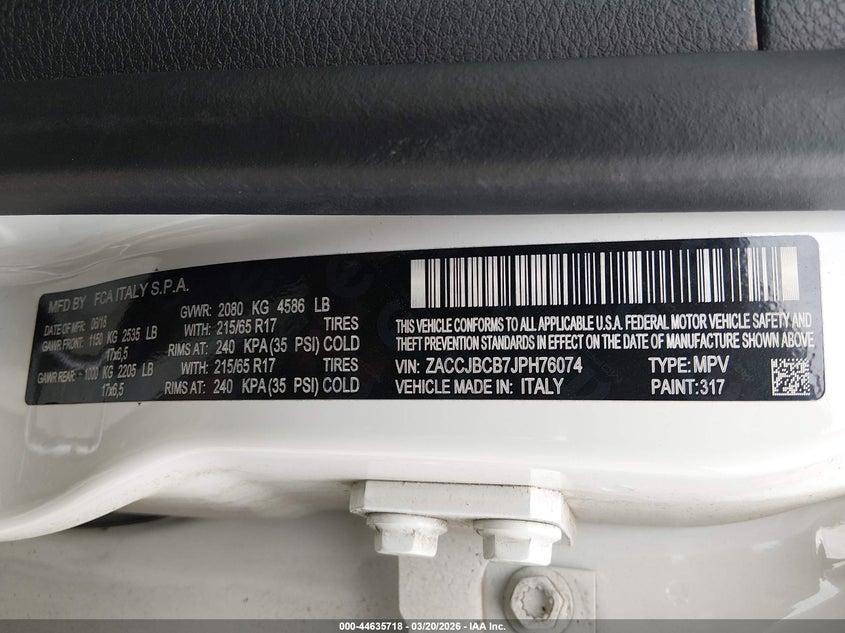 MFD BY FCA ITALY S.P.A.
DATE OF MFR. 06/18 GVWR: 2080 KG 4586 LB
GAWR FRONT: 1150 KG 2535 LB WITH: 215/65 R17 TIRES
17x6,5 RIMS AT: 240 KPA (35 PSI) COLD
GAWR REAR: - 1000 KG 2205 LB WITH: 215/65 R17 TIRES
17x6,5 RIMS AT: 240 KPA (35 PSI) COLD
THIS VEHICLE CONFORMS TO ALL APPLICABLE U.S.A. FEDERAL MOTOR VEHICLE SAFETY AND
THEFT PREVENTION STANDARDS IN EFFECT ON THE DATE OF MANUFACTURE SHOWN ABOVE
VIN: ZACCJBCB7JPH76074 TYPE: MPV
VEHICLE MADE IN: ITALY PAINT: 317
000-44635718 - 03/20/2026 - IAA Inc.